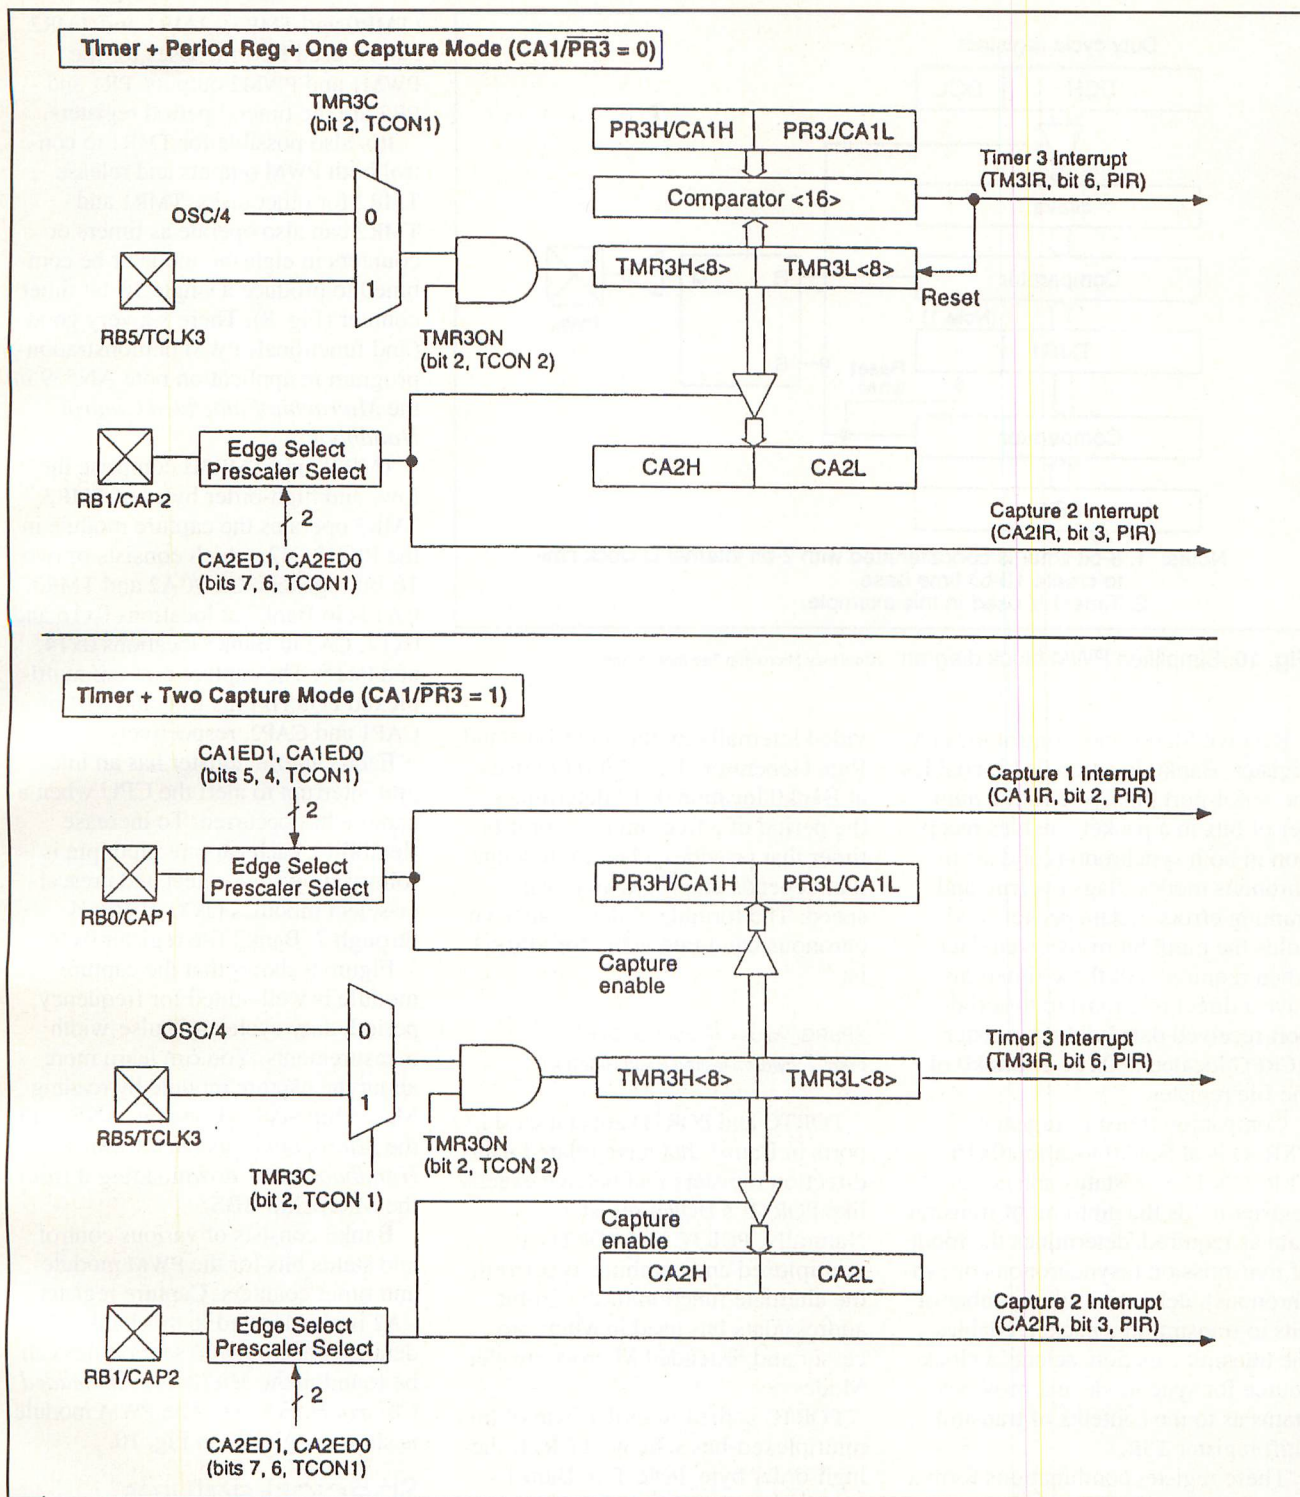 Timer + Period Reg + One Capture Mode (CA1/PR3 = 0)
TMR3C
(bit 2, TCON1)
PR3H/CA1H
PR3./CA1L
Timer 3 Interrupt
(TM3IR, bit 6, PIR)
Comparator <16>
OSC/4
0
1
TMR3H<8>
TMR3L<8>
Reset
RB5/TCLK3
TMR3ON
(bit 2, TCON 2)
Edge Select
Prescaler Select
RB1/CAP2
CA2H
CA2L
2
Capture 2 Interrupt
(CA2IR, bit 3, PIR)
CA2ED1, CA2ED0
(bits 7, 6, TCON1)
Timer + Two Capture Mode (CA1/PR3 = 1)
CA1ED1, CA1ED0
(bits 5, 4, TCON1)
2
Capture 1 Interrupt
(CA1IR, bit 2, PIR)
Edge Select
Prescaler Select
RB0/CAP1
PR3H/CA1H
PR3L/CA1L
Capture
enable
OSC/4
0
1
Timer 3 Interrupt
(TM3IR, bit 6, PIR)
TMR3H<8>
TMR3L<8>
RB5/TCLK3
TMR3ON
(bit 2, TCON 2)
TMR3C
(bit 2, TCON 1)
Capture
enable
CA2H
CA2L
Edge Select
Prescaler Select
RB1/CAP2
Capture 2 Interrupt
(CA2IR, bit 3, PIR)
2
CA2ED1, CA2ED0
(bits 7, 6, TCON1)